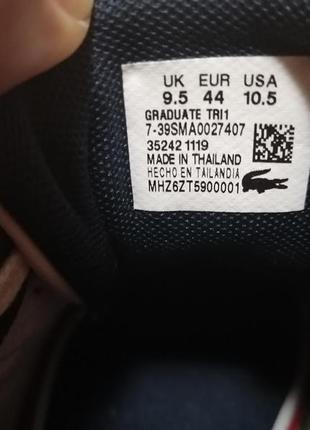 UK EUR USA
9.5 44 10.5
GRADUATE TRI1
7-39SMA0027407
35242 1119
MADE IN THAILAND
HECHO EN TAILANDIA
MHZ6ZT5900001